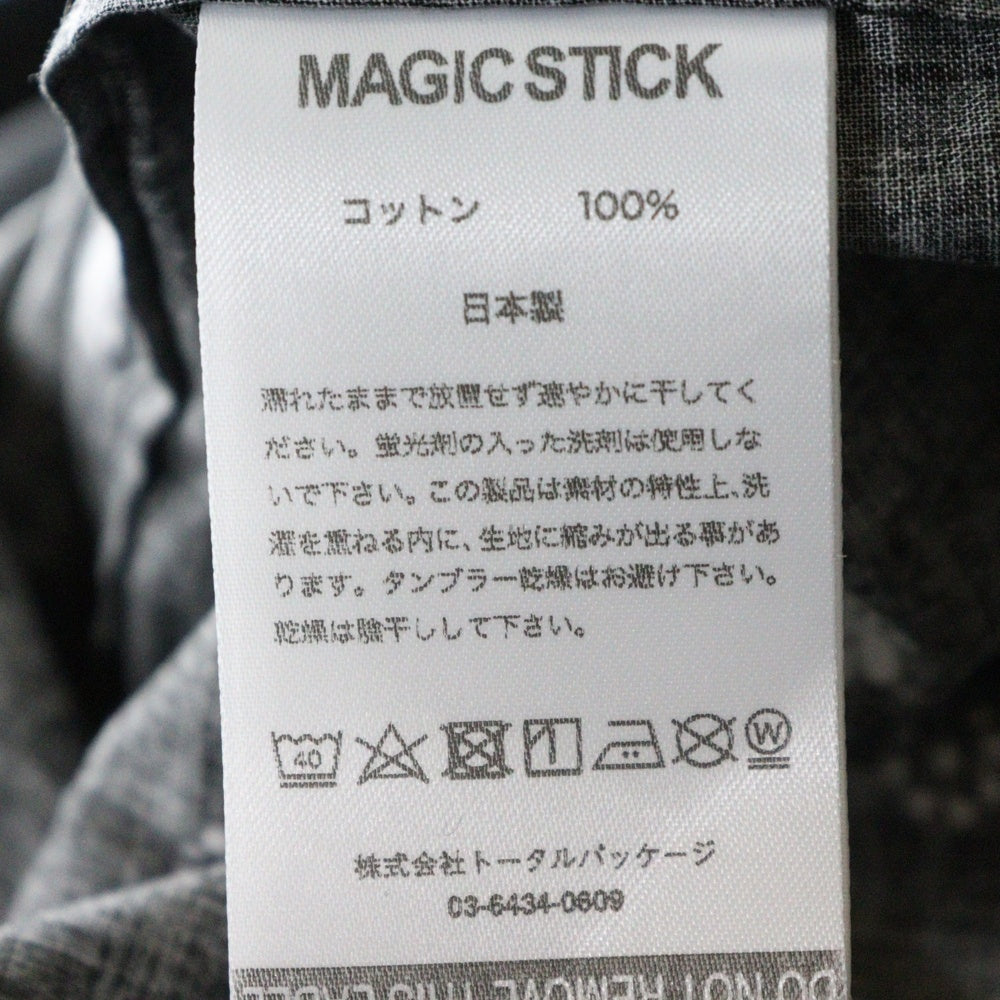 MAGIC STICK
コットン 100%
日本製
濡れたままで放置せず速やかに干してく
ださい。蛍光剤の入った洗剤は使用しな
いで下さい。この製品は素材の特性上、洗
濯を重ねる内に、生地に縮みが出る事があ
ります。タンブラー乾燥はお避け下さい。
乾燥は陰干しして下さい。
40 W
株式会社トータルパッケージ
03-6434-0609
DO NOT REMOVE THIS LABEL